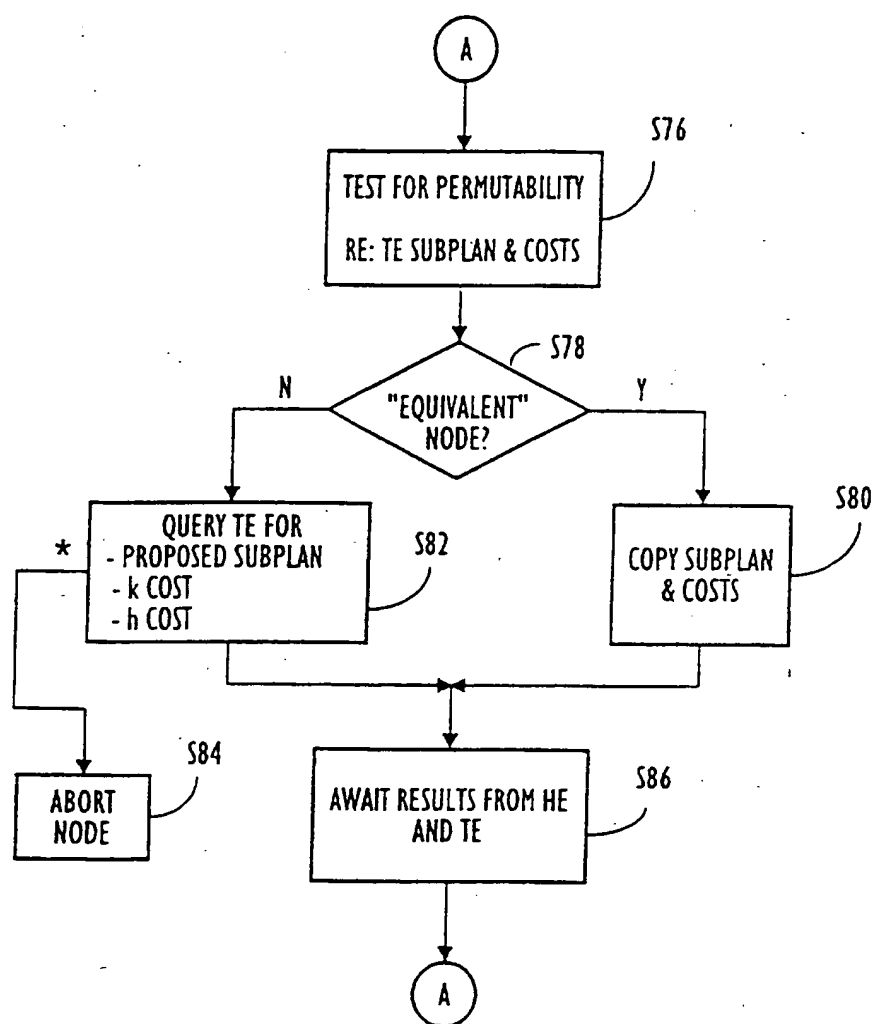 A
S76
TEST FOR PERMUTABILITY
RE: TE SUBPLAN & COSTS
S78
N
Y
"EQUIVALENT"
NODE?
S80
QUERY TE FOR
- PROPOSED SUBPLAN
- k COST
- h COST
*
S82
COPY SUBPLAN
& COSTS
S84
ABORT
NODE
S86
AWAIT RESULTS FROM HE
AND TE
A